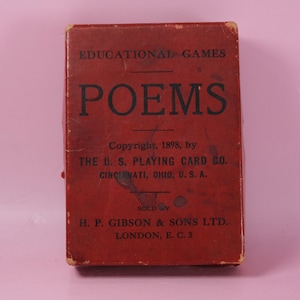 EDUCATIONAL GAMES
POEMS
Copyright, 1898, by
THE U. S. PLAYING CARD CO.
CINCINNATI, OHIO, U. S. A.
SOLD BY
H. P. GIBSON & SONS LTD.
LONDON, E. C. 1